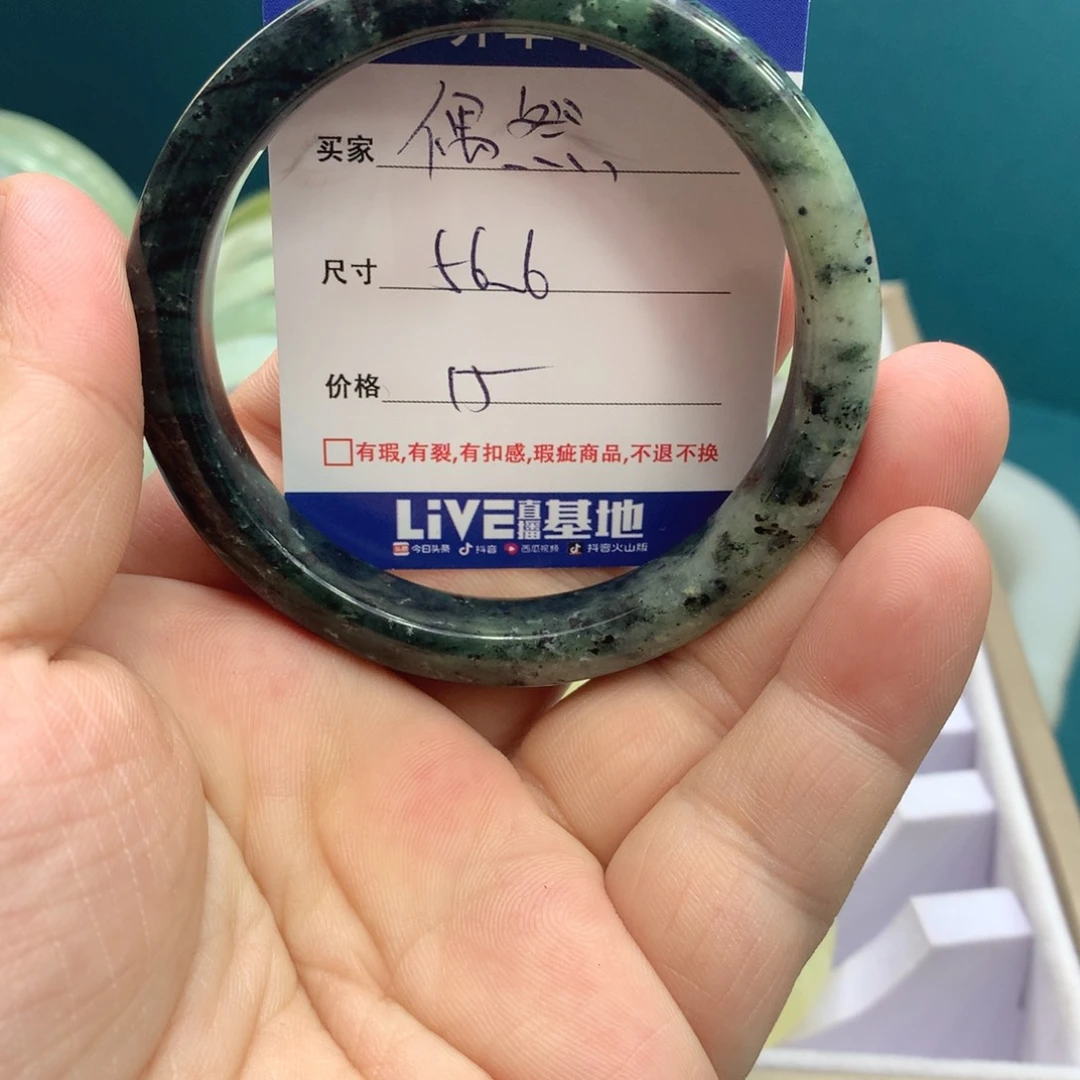 买家 偶然
尺寸 56.6
价格 15
有瑕,有裂,有扣感,瑕疵商品,不退不换
LiVE直播基地
今日头条 抖音 西瓜视频 抖音火山版